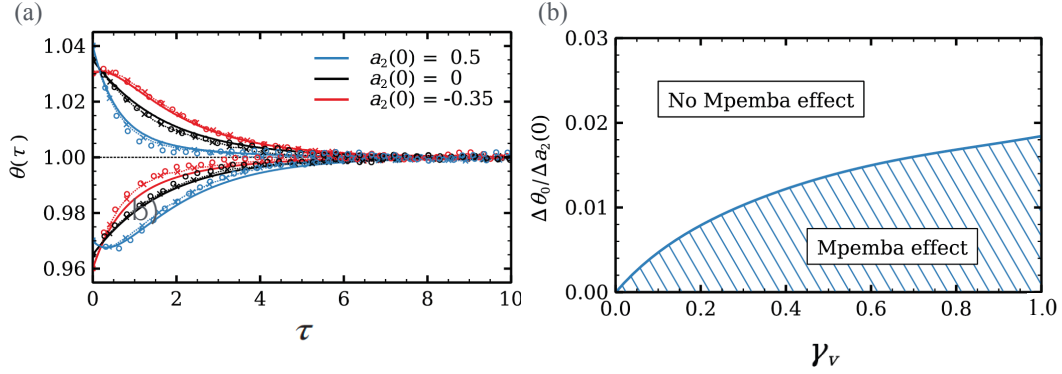 (a)
1.04
1.02
1.00
0.98
0.96
θ(τ)
a₂(0) = 0.5
a₂(0) = 0
a₂(0) = -0.35
b)
0 2 4 6 8 10
τ
(b)
0.03
0.02
0.01
0.00
Δθ₀/Δa₂(0)
No Mpemba effect
Mpemba effect
0.0 0.2 0.4 0.6 0.8 1.0
γᵥ